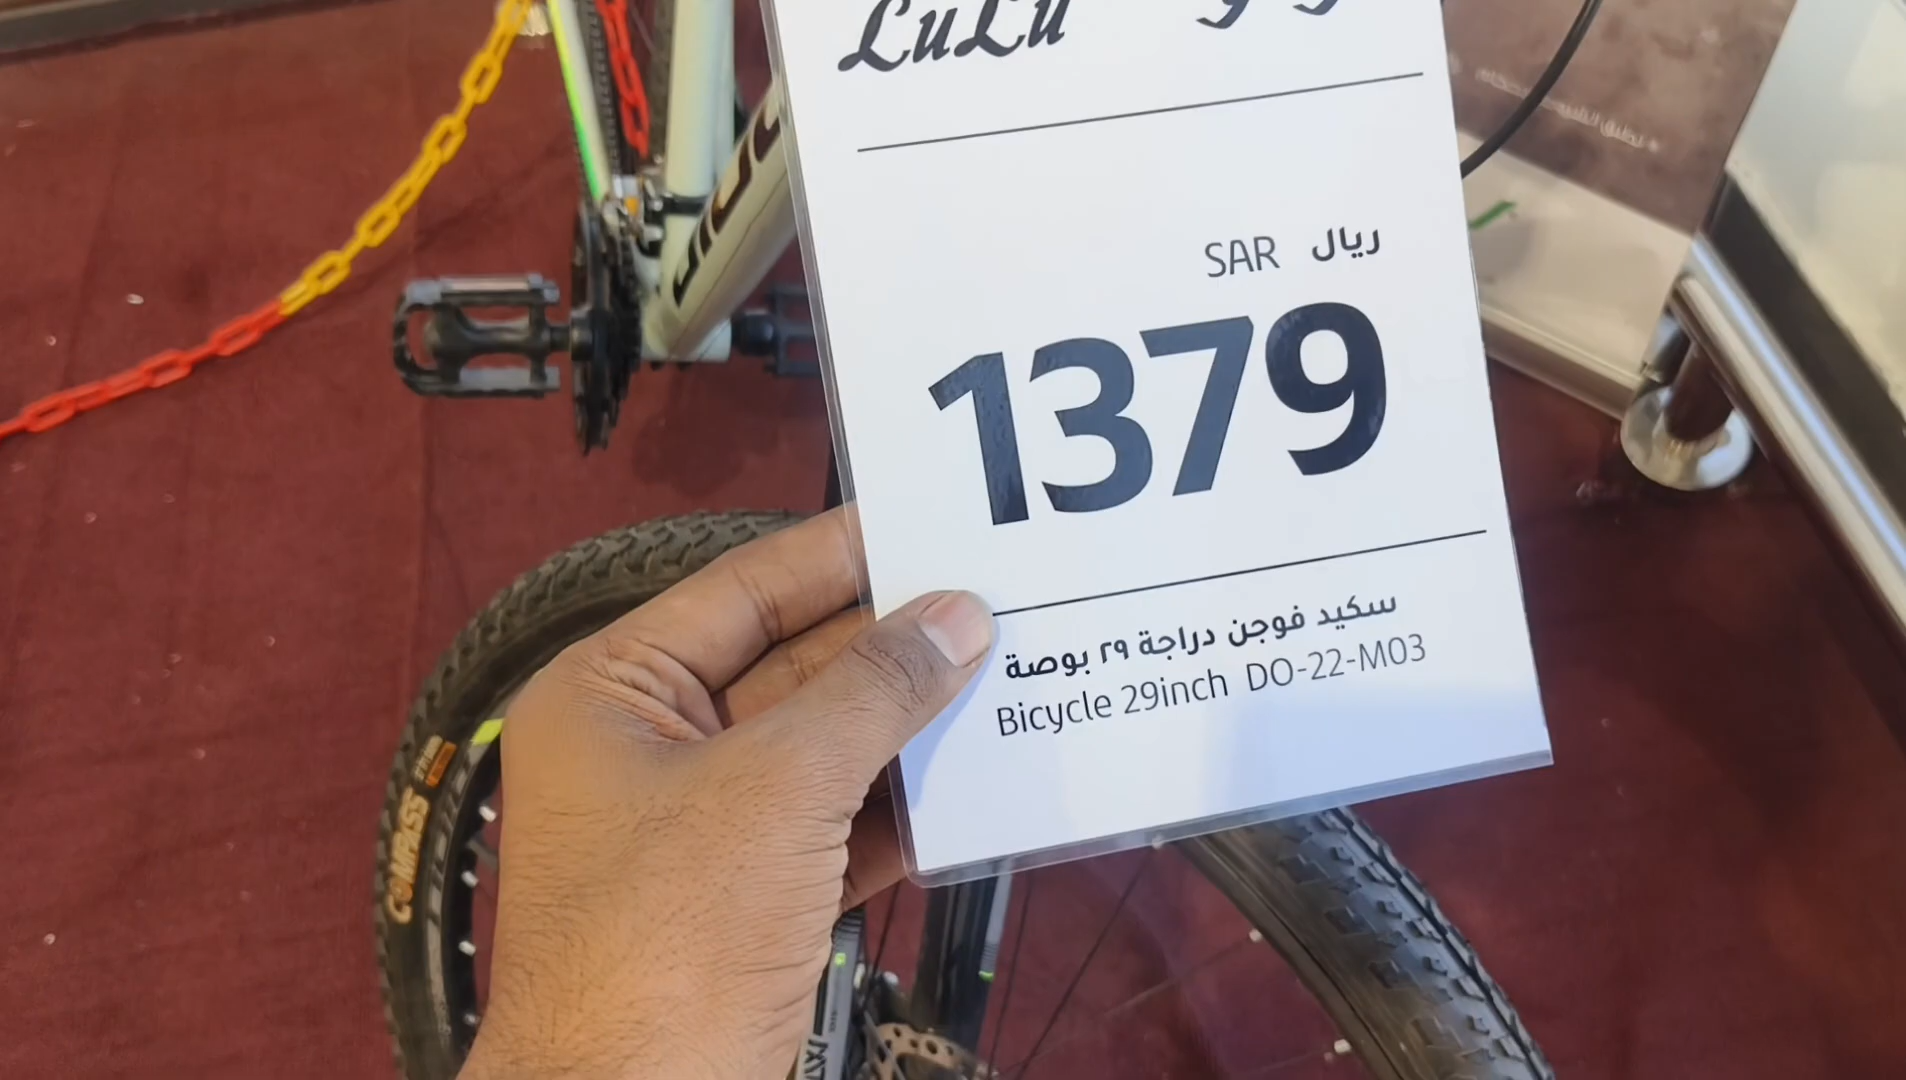 LuLu
SAR ريال
1379
سكيد فوجن دراجة ٢٩ بوصة
Bicycle 29inch DO-22-M03
COMPASS